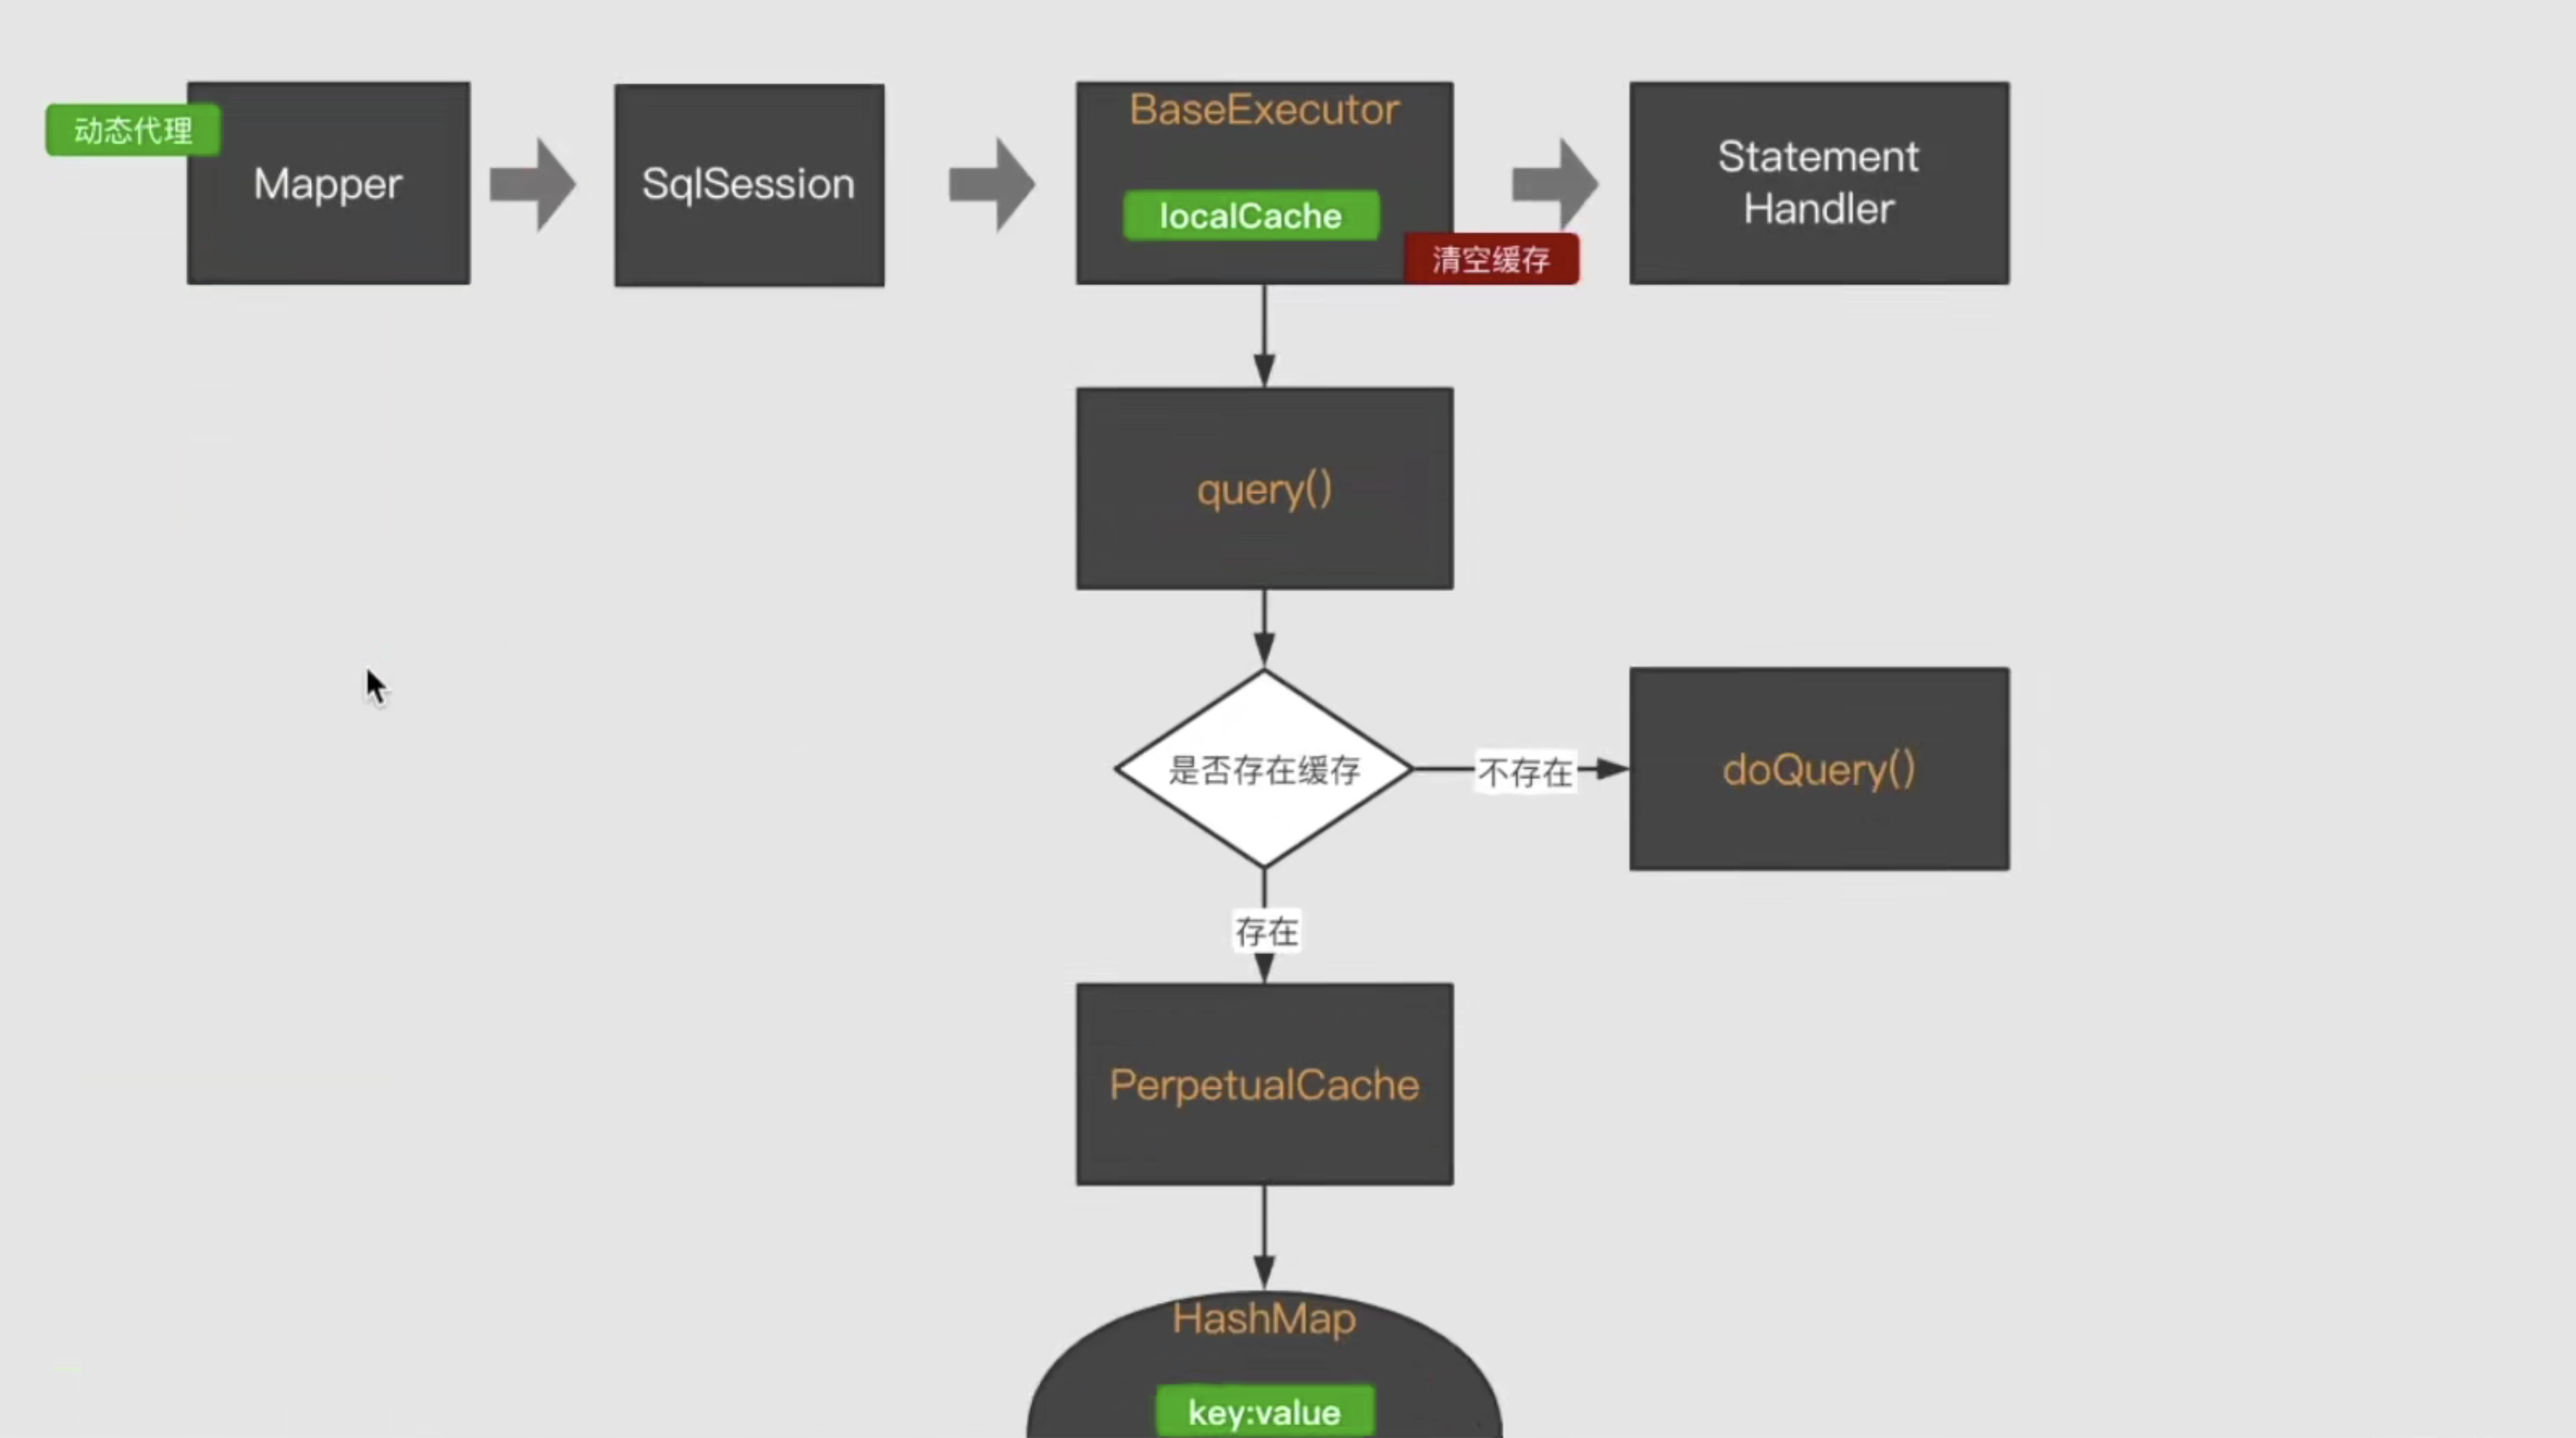 动态代理
Mapper
SqlSession
BaseExecutor
localCache
清空缓存
Statement
Handler
query()
是否存在缓存
不存在
doQuery()
存在
PerpetualCache
HashMap
key:value